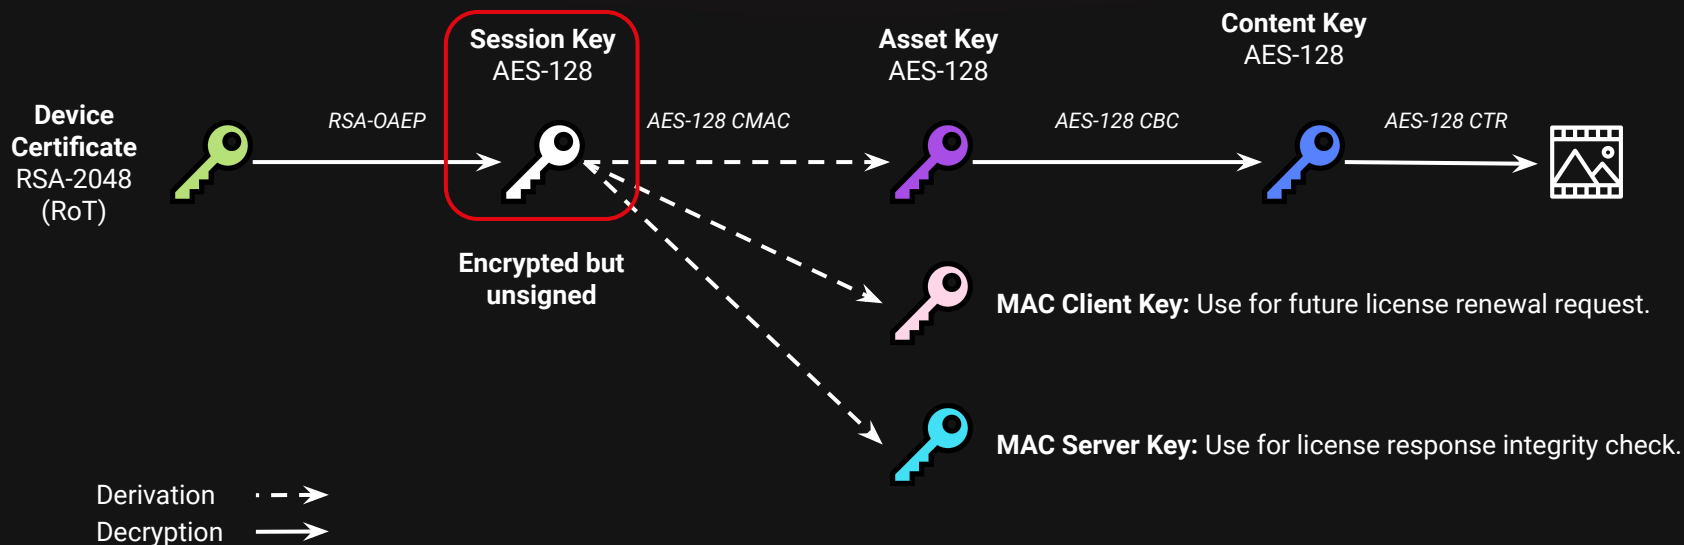 Device
Certificate
RSA-2048
(RoT)
RSA-OAEP
Session Key
AES-128
Encrypted but
unsigned
AES-128 CMAC
Asset Key
AES-128
AES-128 CBC
Content Key
AES-128
AES-128 CTR
MAC Client Key: Use for future license renewal request.
MAC Server Key: Use for license response integrity check.
Derivation
Decryption